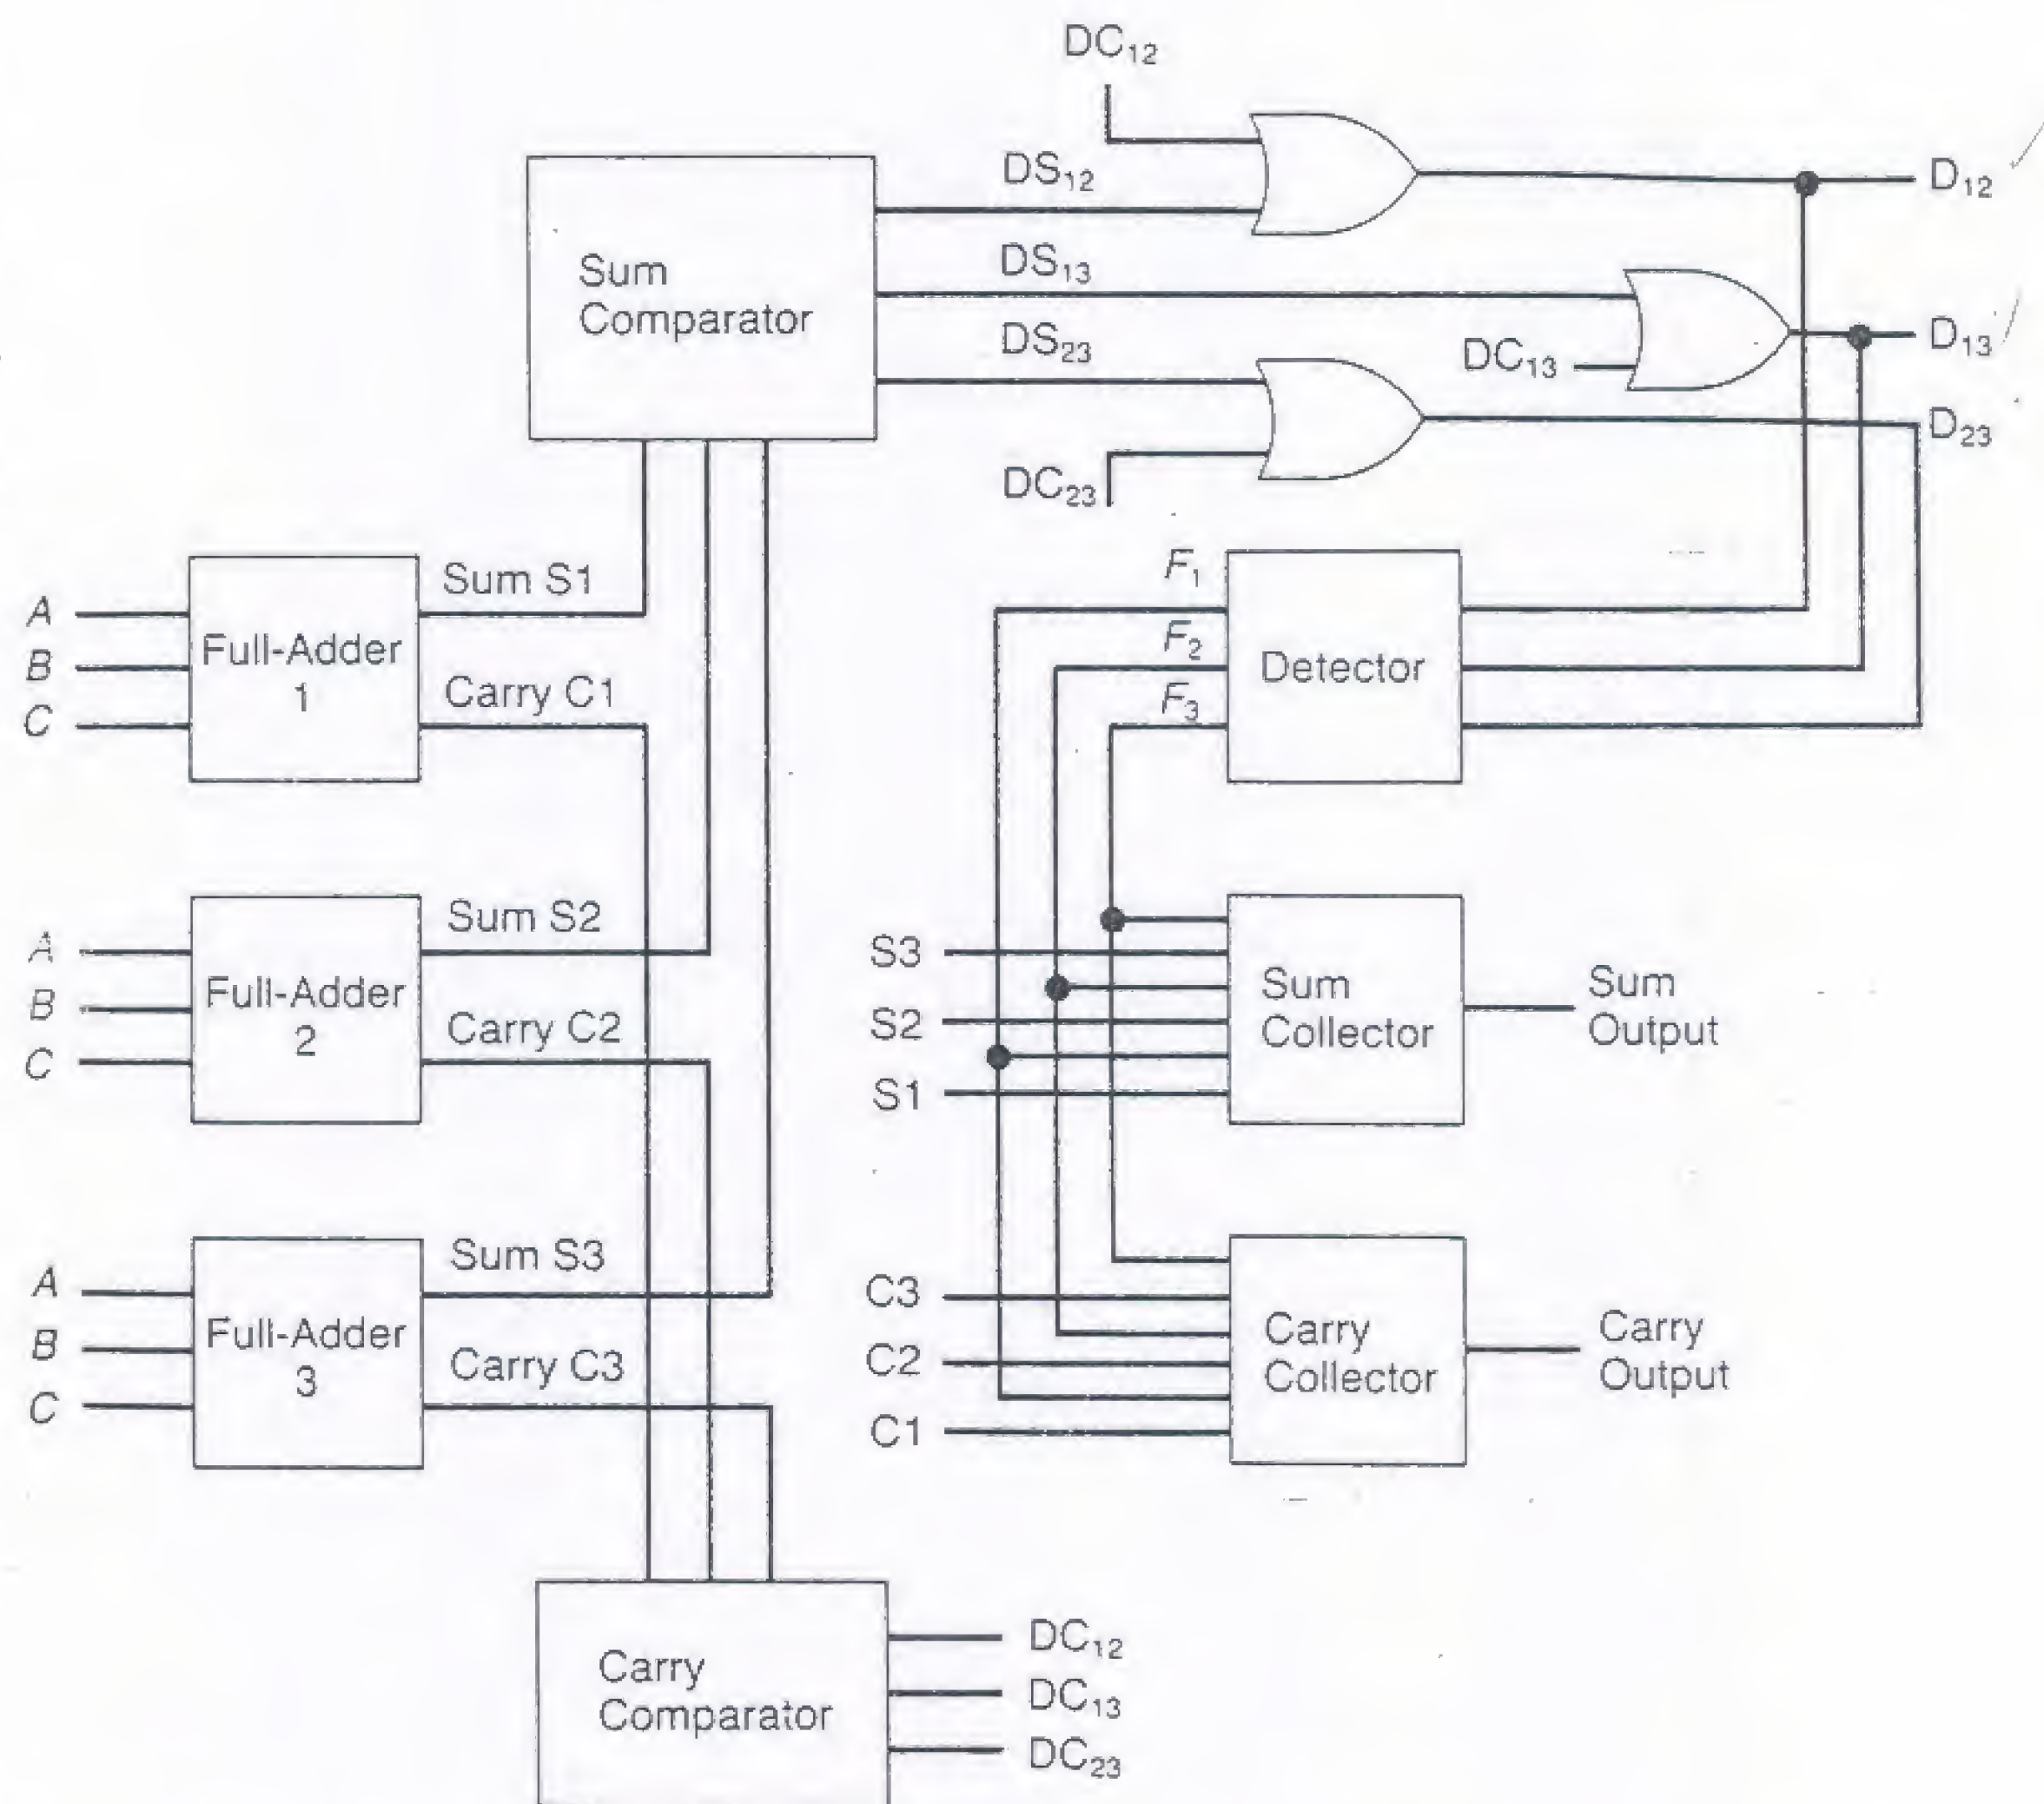 DC12
DS12
D12
Sum
Comparator
DS13
D13
DS23
DC13
D23
DC23
F1
Sum S1
A
Full-Adder
1
B
Carry C1
C
F2
Detector
F3
Sum S2
A
Full-Adder
2
B
Carry C2
C
S3
Sum
Collector
Sum
Output
S2
S1
Sum S3
A
Full-Adder
3
B
Carry C3
C
C3
Carry
Collector
Carry
Output
C2
C1
Carry
Comparator
DC12
DC13
DC23